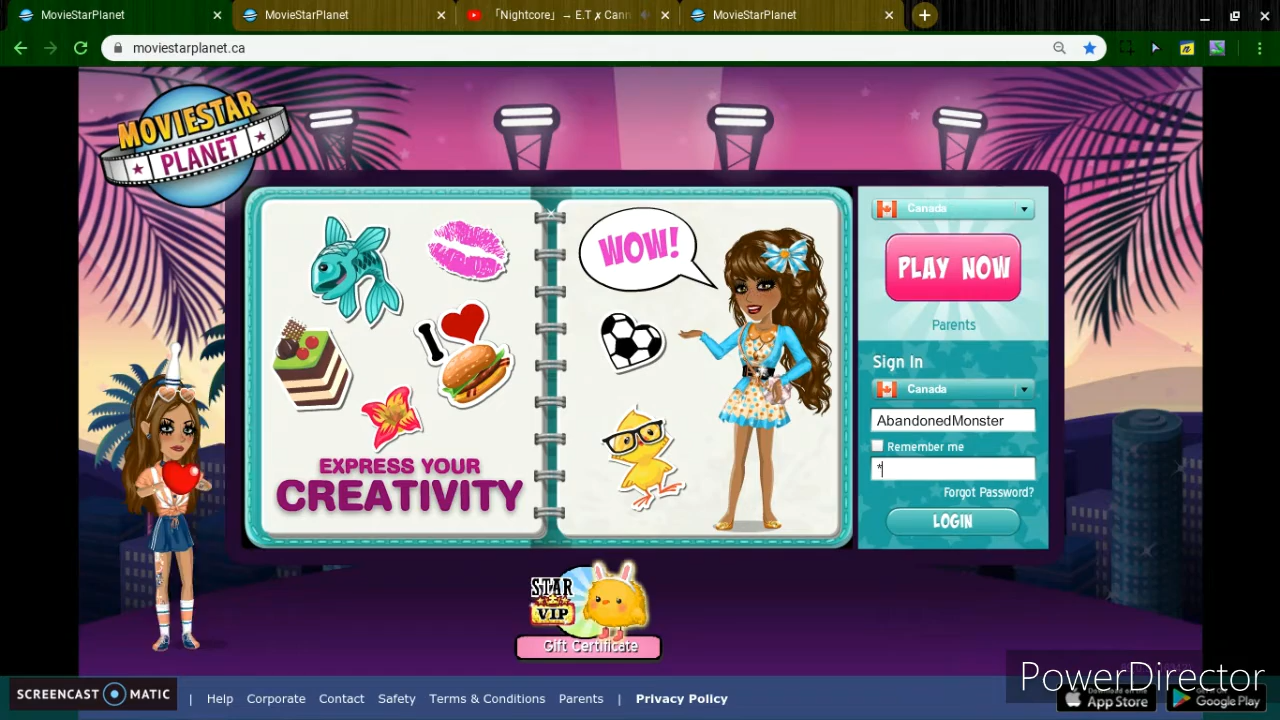 MovieStarPlanet
MovieStarPlanet
「Nightcore」 → E.T ✗ Cann
MovieStarPlanet
moviestarplanet.ca
MOVIESTAR
PLANET
WOW!
I
EXPRESS YOUR
CREATIVITY
Canada
PLAY NOW
Parents
Sign In
Canada
AbandonedMonster
Remember me
*
Forgot Password?
LOGIN
STAR
VIP
Gift Certificate
PowerDirector
SCREENCAST MATIC
| Help Corporate Contact Safety Terms & Conditions Parents | Privacy Policy
App Store
Google Play